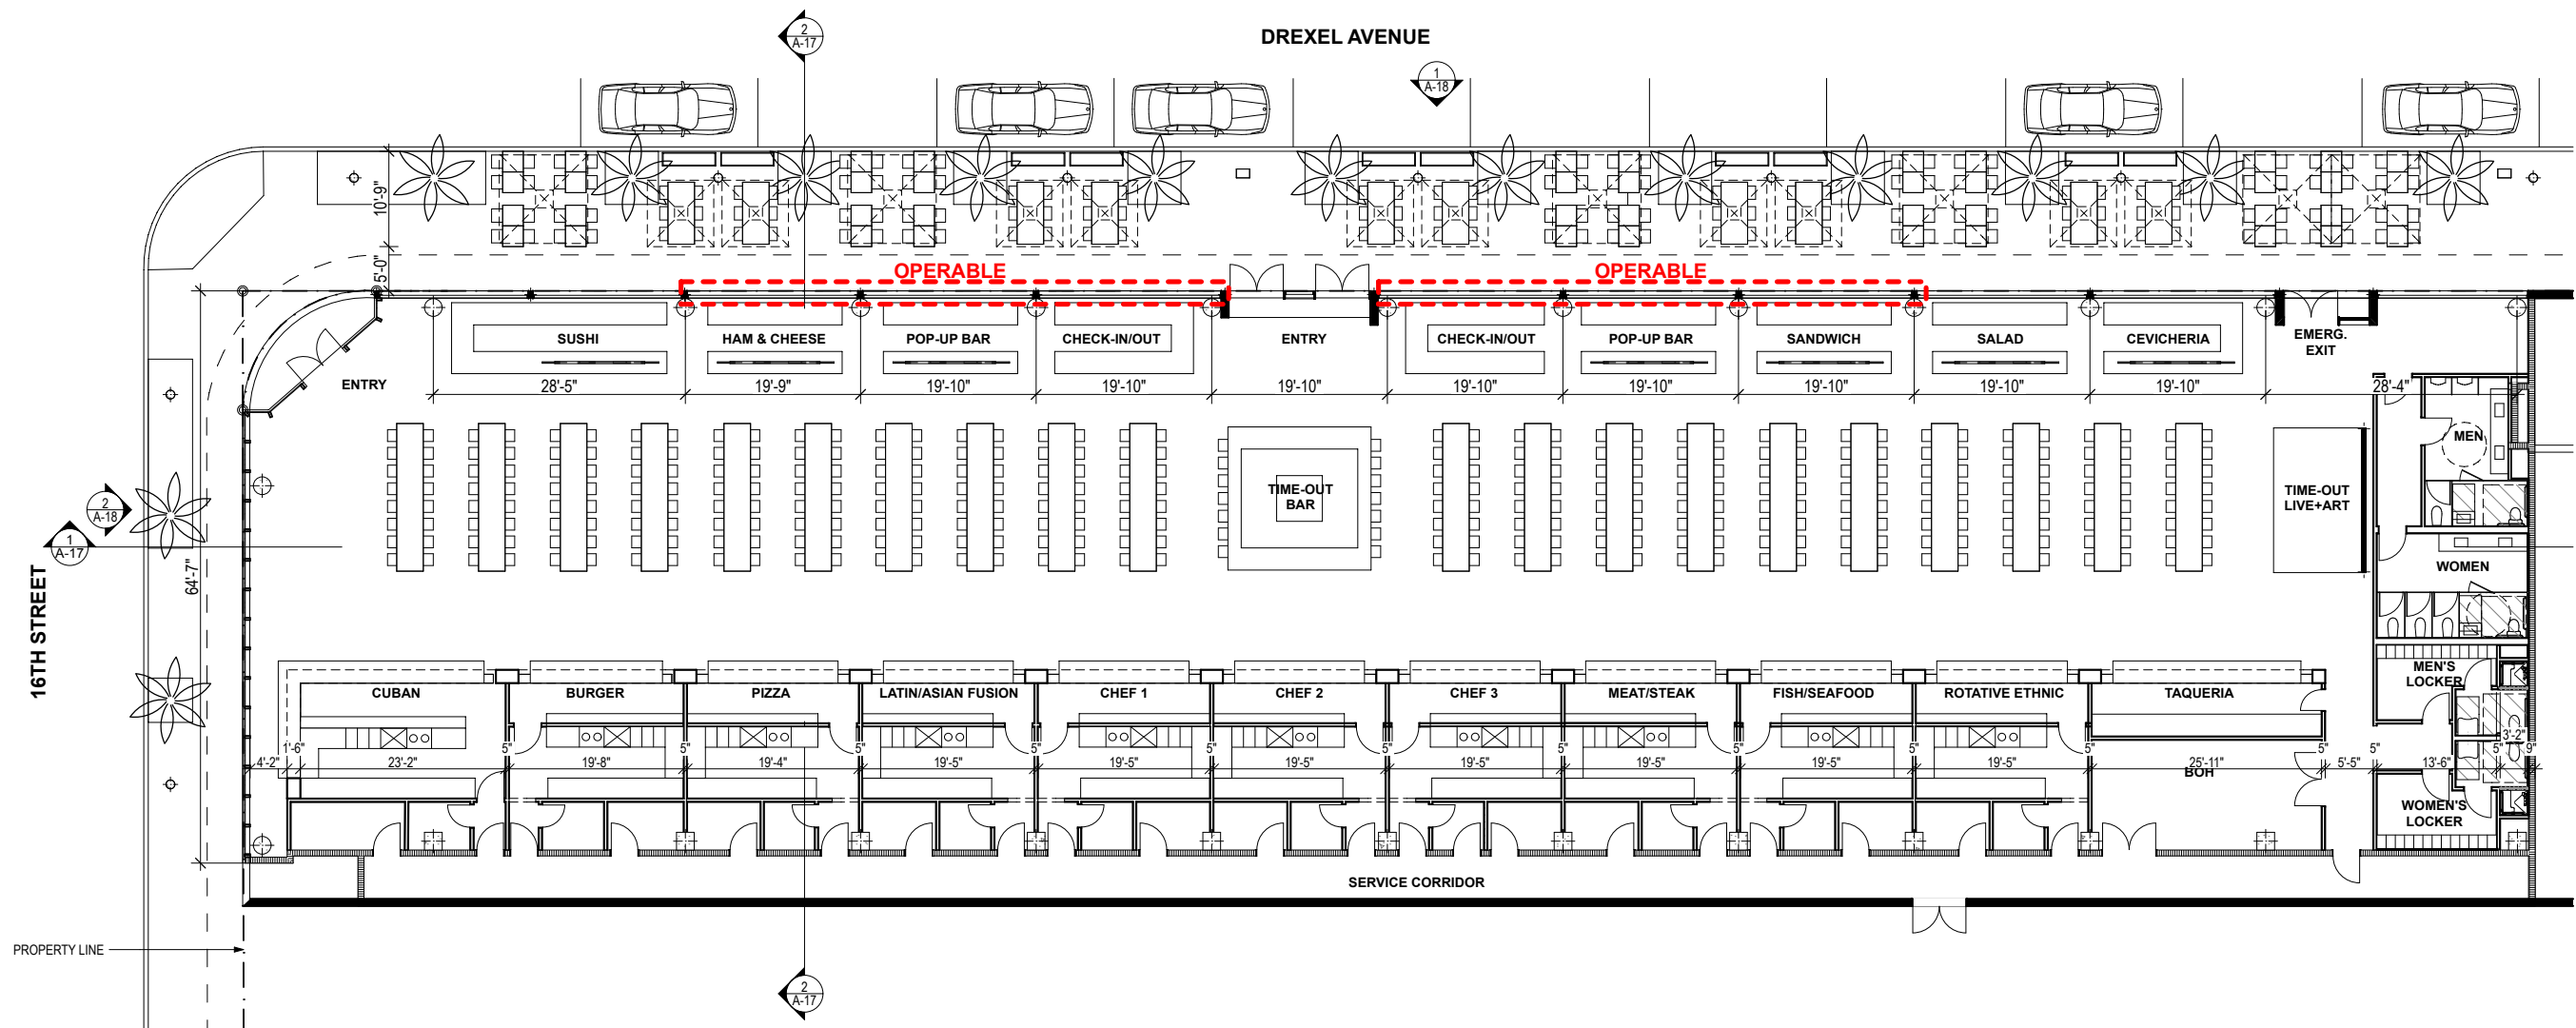 2
A-17
DREXEL AVENUE
1
A-18
10'-9"
5'-0"
OPERABLE
OPERABLE
SUSHI
HAM & CHEESE
POP-UP BAR
CHECK-IN/OUT
ENTRY
CHECK-IN/OUT
POP-UP BAR
SANDWICH
SALAD
CEVICHERIA
EMERG.
EXIT
ENTRY
28'-5"
19'-9"
19'-10"
19'-10"
19'-10"
19'-10"
19'-10"
19'-10"
19'-10"
19'-10"
28'-4"
MEN
TIME-OUT
BAR
TIME-OUT
LIVE+ART
2
A-18
1
A-17
16TH STREET
64'-7"
WOMEN
CUBAN
BURGER
PIZZA
LATIN/ASIAN FUSION
CHEF 1
CHEF 2
CHEF 3
MEAT/STEAK
FISH/SEAFOOD
ROTATIVE ETHNIC
TAQUERIA
MEN'S
LOCKER
1'-6"
5"
5"
5"
5"
5"
5"
5"
5"
5"
5"
5"
5"
5"
3'-2"
9"
4'-2"
23'-2"
19'-8"
19'-4"
19'-5"
19'-5"
19'-5"
19'-5"
19'-5"
19'-5"
19'-5"
25'-11"
5'-5"
13'-6"
BOH
WOMEN'S
LOCKER
SERVICE CORRIDOR
PROPERTY LINE
2
A-17